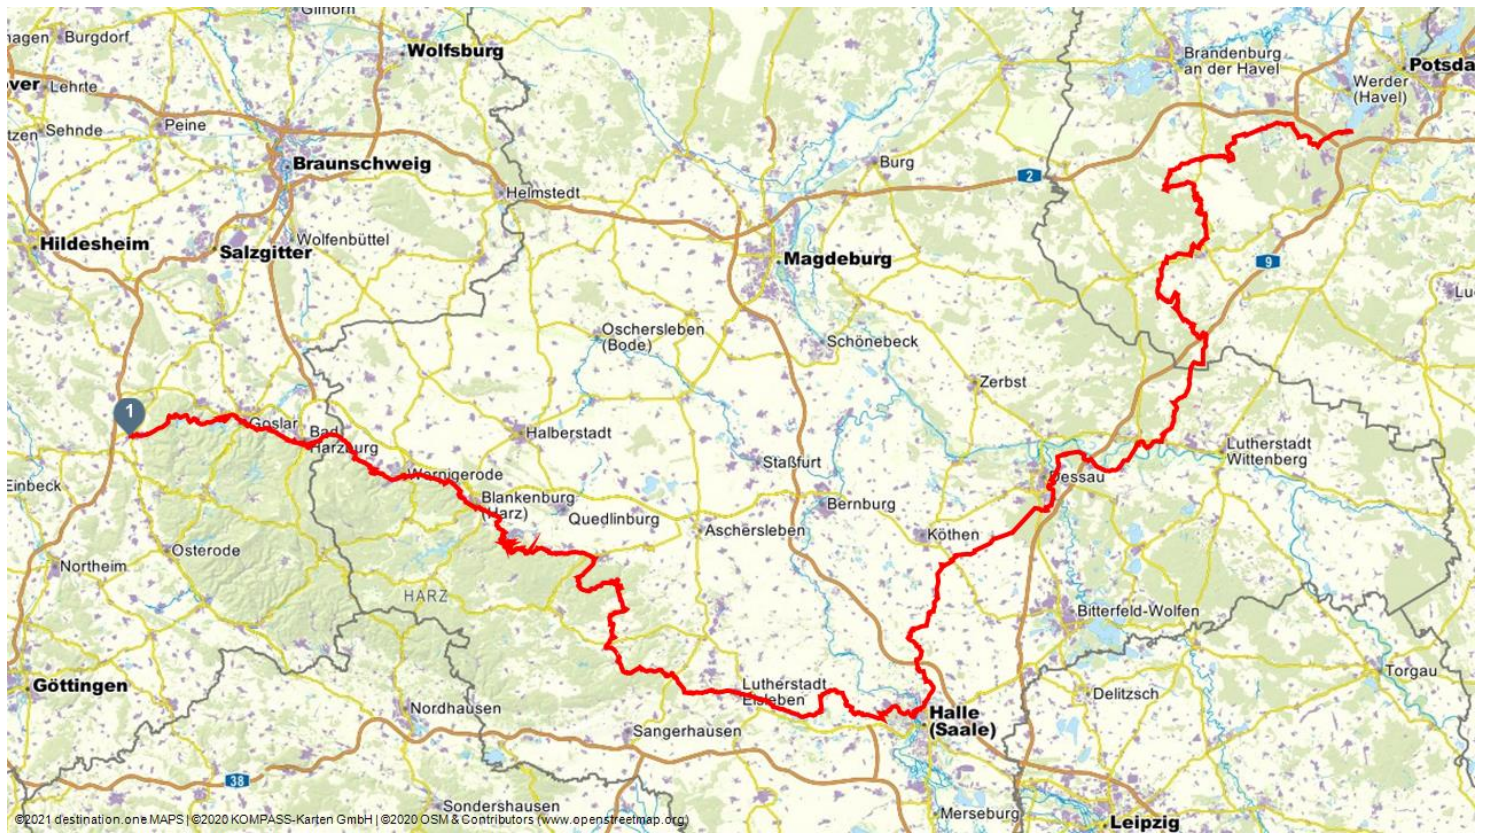 Gifhorn
Burgdorf
Wolfsburg
Brandenburg
an der Havel
Potsda
ver
Lehrte
Werder
(Havel)
Peine
Sehnde
Braunschweig
Burg
2
Helmstedt
Hildesheim
Wolfenbüttel
Salzgitter
Magdeburg
9
Lu
Oschersleben
(Bode)
Schönebeck
Zerbst
1
Goslar
Bad
Harzburg
Halberstadt
Lutherstadt
Wittenberg
Einbeck
Wernigerode
Staßfurt
Dessau
Blankenburg
(Harz)
Quedlinburg
Bernburg
Aschersleben
Köthen
Osterode
Northeim
HARZ
Bitterfeld-Wolfen
Göttingen
Torgau
Lutherstadt
Eisleben
Delitzsch
Nordhausen
Halle
(Saale)
Sangerhausen
38
Sondershausen
Merseburg
Leipzig
©2021 destination.one MAPS | ©2020 KOMPASS-Karten GmbH | ©2020 OSM & Contributors (www.openstreetmap.org)